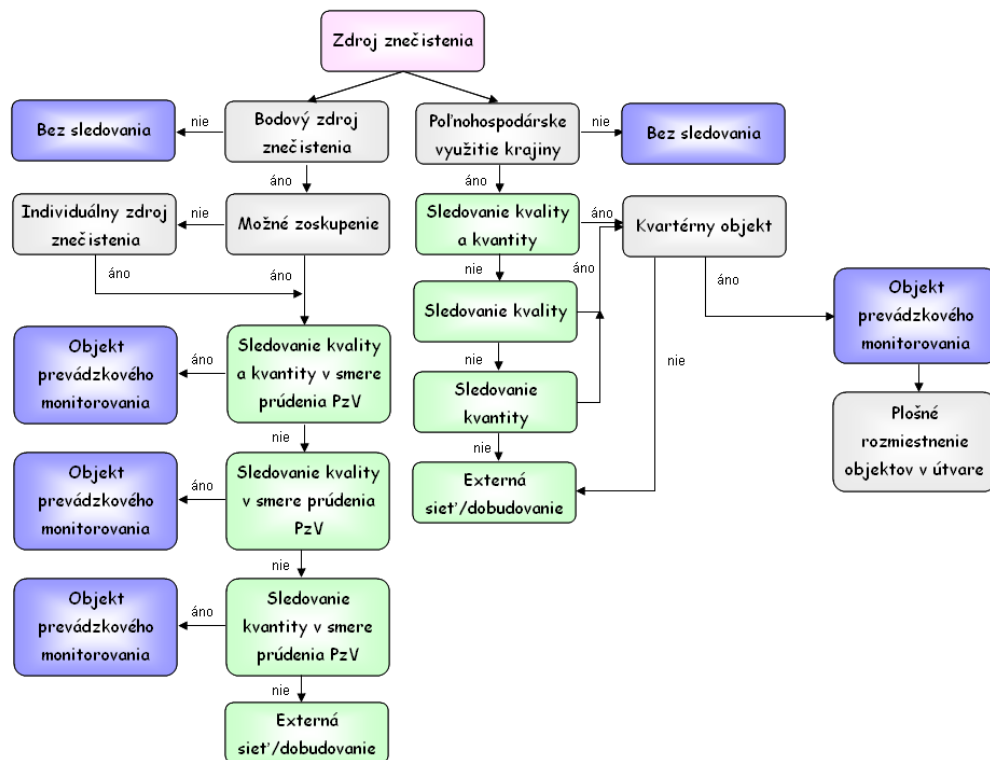 Zdroj znečistenia
Bez sledovania
nie
Bodový zdroj
znečistenia
Poľnohospodárske
využitie krajiny
nie
Bez sledovania
áno
áno
Individuálny zdroj
znečistenia
nie
Možné zoskupenie
Sledovanie kvality
a kvantity
áno
Kvartérny objekt
áno
áno
nie
áno
áno
Sledovanie kvality
Objekt
prevádzkového
monitorovania
nie
nie
Objekt
prevádzkového
monitorovania
áno
Sledovanie kvality
a kvantity v smere
prúdenia PzV
Sledovanie
kvantity
Plošné
rozmiestnenie
objektov v útvare
nie
nie
Objekt
prevádzkového
monitorovania
áno
Sledovanie kvality
v smere prúdenia
PzV
Externá
sieť/dobudovanie
nie
Objekt
prevádzkového
monitorovania
áno
Sledovanie
kvantity v smere
prúdenia PzV
nie
Externá
sieť/dobudovanie